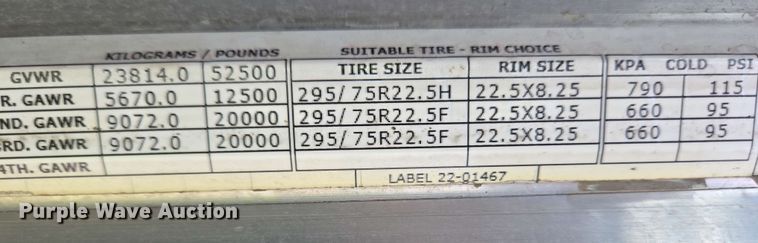 KILOGRAMS / POUNDS SUITABLE TIRE - RIM CHOICE
GVWR 23814.0 52500 TIRE SIZE RIM SIZE KPA COLD PSI
R. GAWR 5670.0 12500 295/75R22.5H 22.5X8.25 790 115
ND. GAWR 9072.0 20000 295/75R22.5F 22.5X8.25 660 95
RD. GAWR 9072.0 20000 295/75R22.5F 22.5X8.25 660 95
4TH. GAWR
LABEL 22-01467
Purple Wave Auction